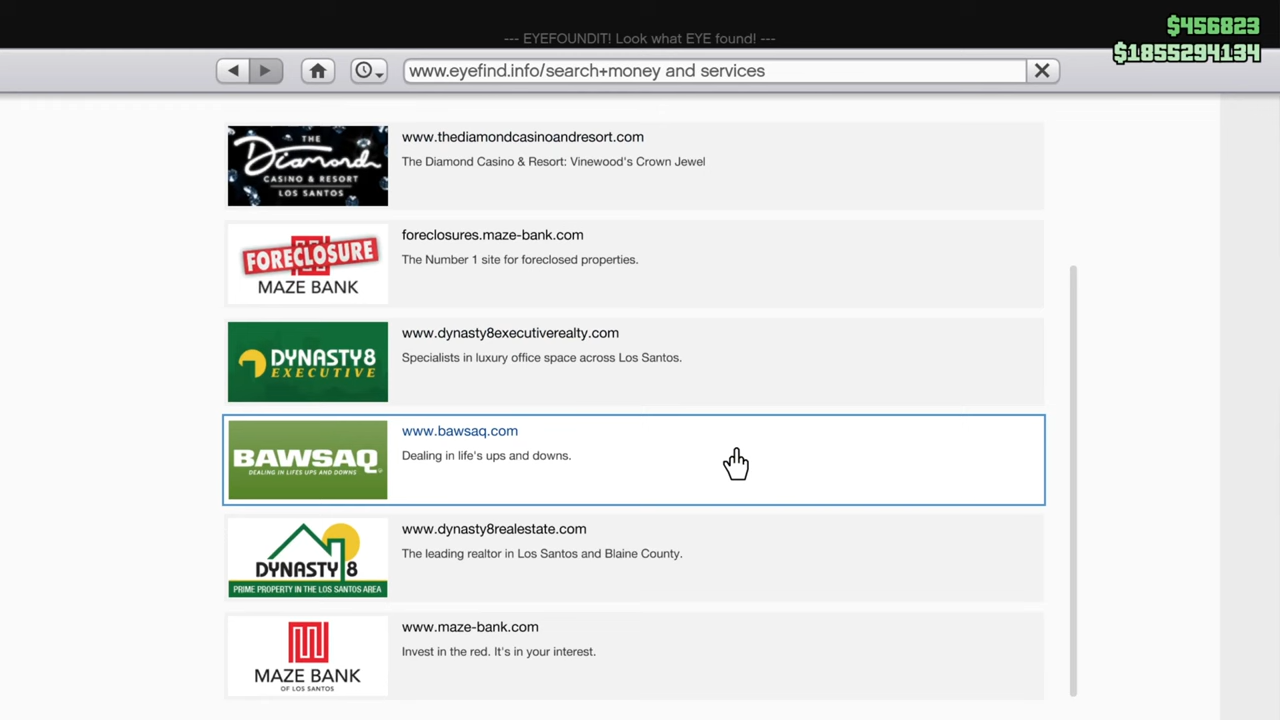 $456823
--- EYEFOUNDIT! Look what EYE found! ---
$1855294134
www.eyefind.info/search+money and services
THE
Diamond
CASINO & RESORT
LOS SANTOS
www.thediamondcasinoandresort.com
The Diamond Casino & Resort: Vinewood's Crown Jewel
FORECLOSURE
MAZE BANK
foreclosures.maze-bank.com
The Number 1 site for foreclosed properties.
DYNASTY8
EXECUTIVE
www.dynasty8executiverealty.com
Specialists in luxury office space across Los Santos.
BAWSAQ
DEALING IN LIFE'S UPS AND DOWNS
www.bawsaq.com
Dealing in life's ups and downs.
DYNASTY 8
PRIME PROPERTY IN THE LOS SANTOS AREA
www.dynasty8realestate.com
The leading realtor in Los Santos and Blaine County.
MAZE BANK
OF LOS SANTOS
www.maze-bank.com
Invest in the red. It's in your interest.